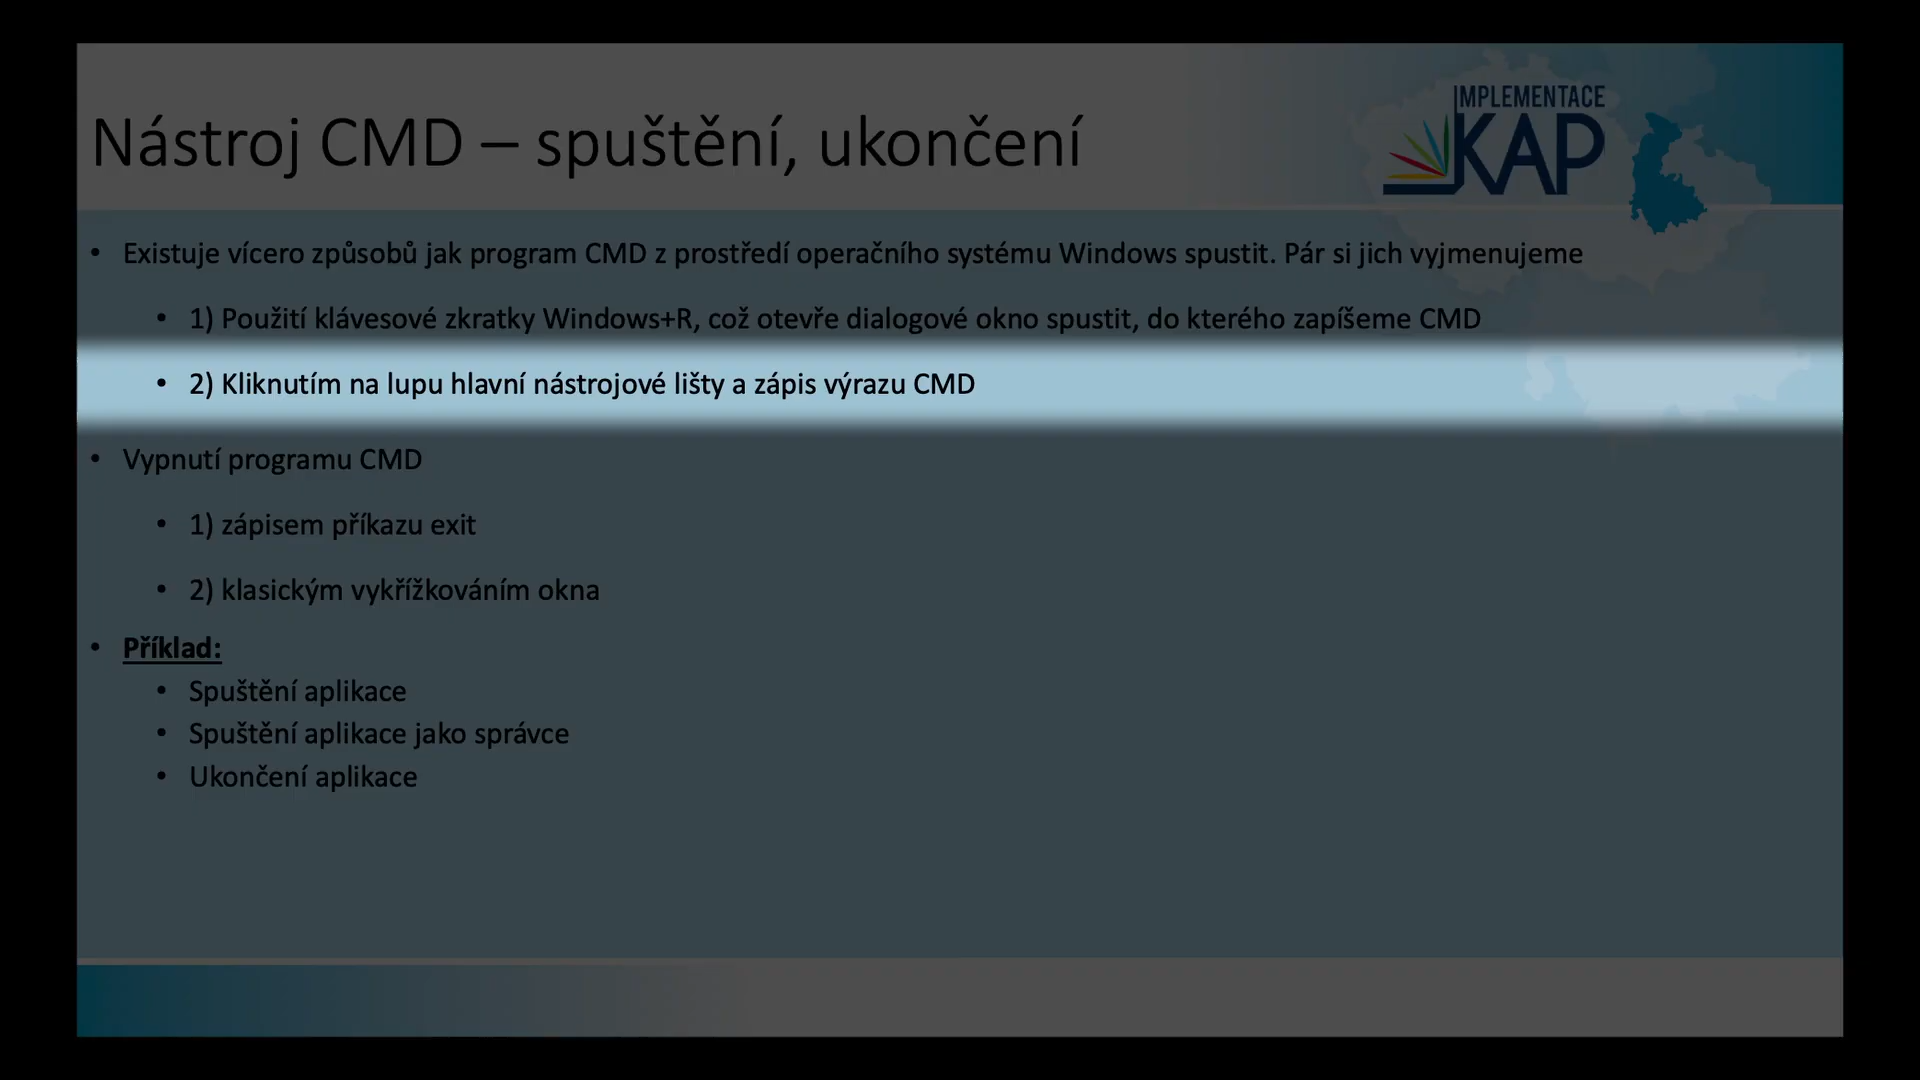 IMPLEMENTACE
KAP
Nástroj CMD – spuštění, ukončení
• Existuje vícero způsobů jak program CMD z prostředí operačního systému Windows spustit. Pár si jich vyjmenujeme
• 1) Použití klávesové zkratky Windows+R, což otevře dialogové okno spustit, do kterého zapíšeme CMD
• 2) Kliknutím na lupu hlavní nástrojové lišty a zápis výrazu CMD
• Vypnutí programu CMD
• 1) zápisem příkazu exit
• 2) klasickým vykřížkováním okna
• Příklad:
• Spuštění aplikace
• Spuštění aplikace jako správce
• Ukončení aplikace